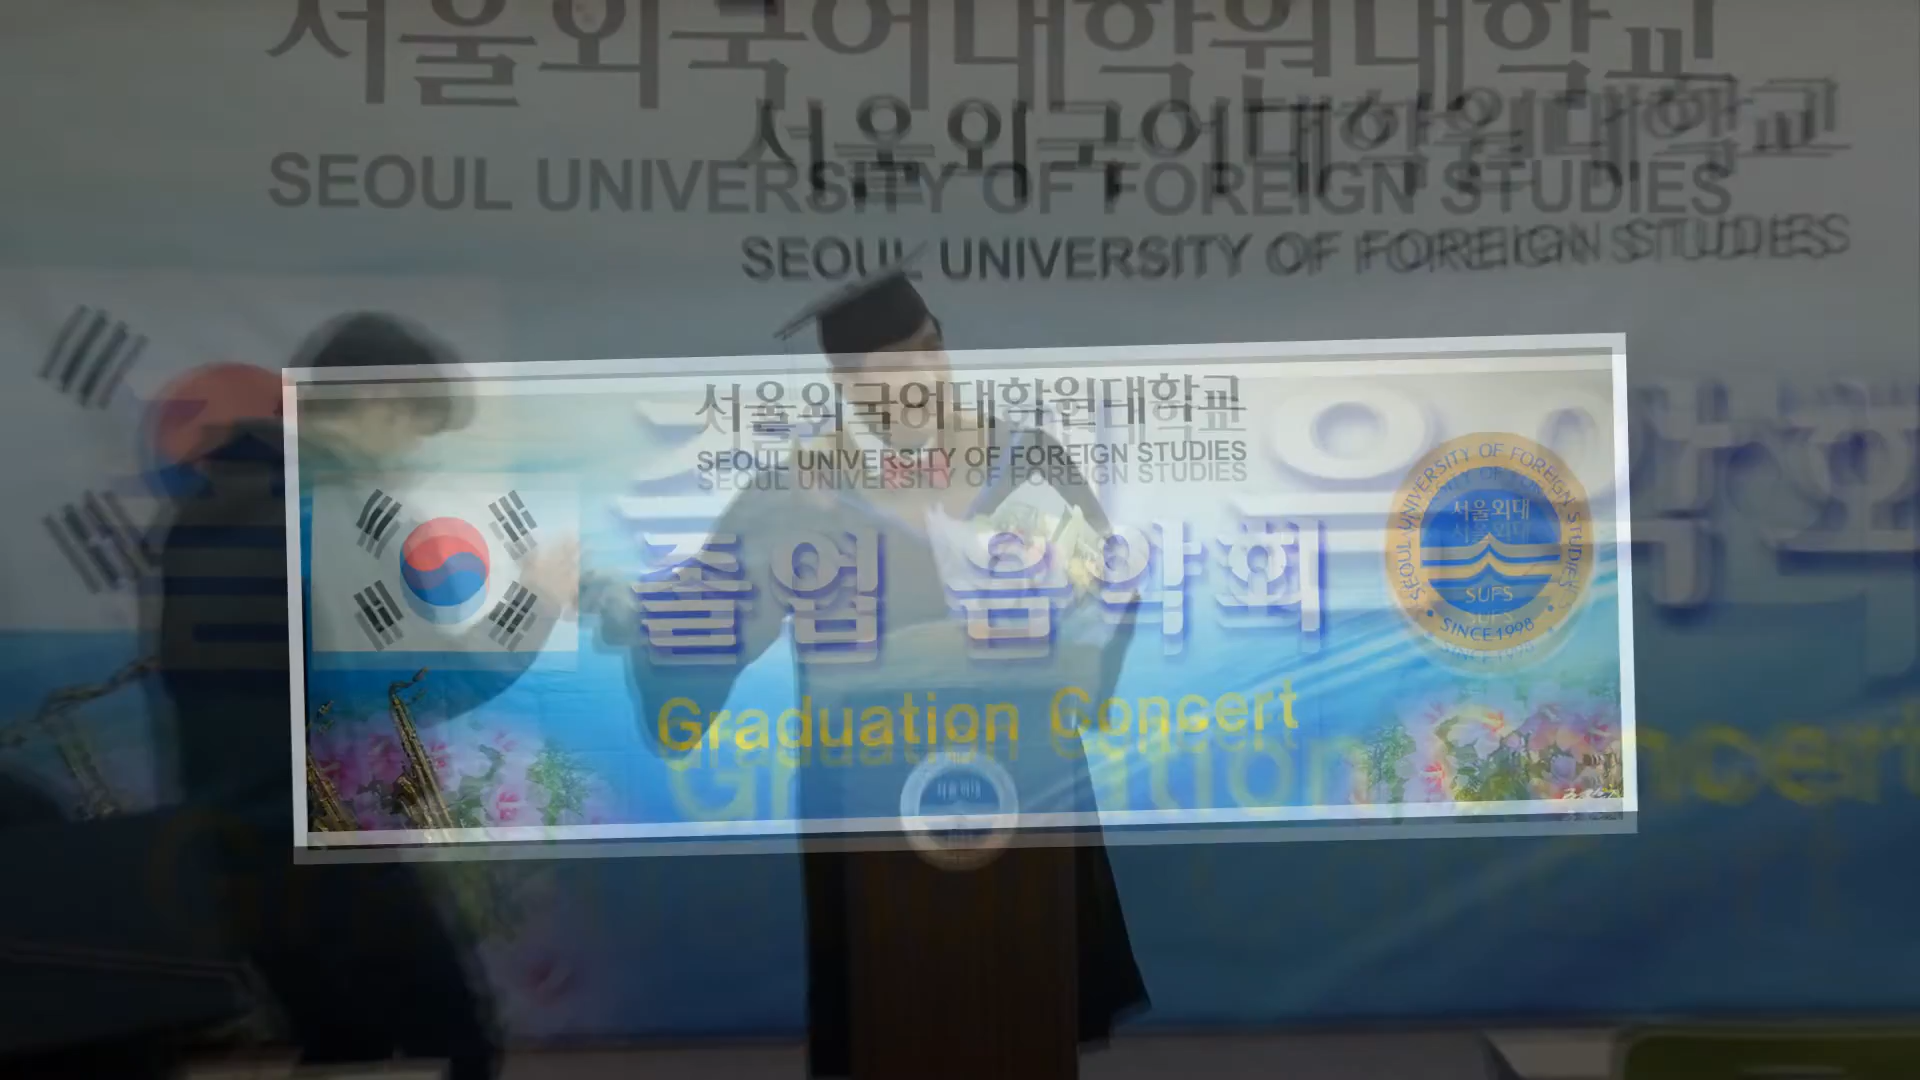 서울외국어대학원대학교
SEOUL UNIVERSITY OF FOREIGN STUDIES
서울외국어대학원대학교
SEOUL UNIVERSITY OF FOREIGN STUDIES
서울외국어대학원대학교
SEOUL UNIVERSITY OF FOREIGN STUDIES
졸업 음악회
Graduation Concert
SEOUL UNIVERSITY OF FOREIGN STUDIES
서울외대
SUFS
SINCE 1998